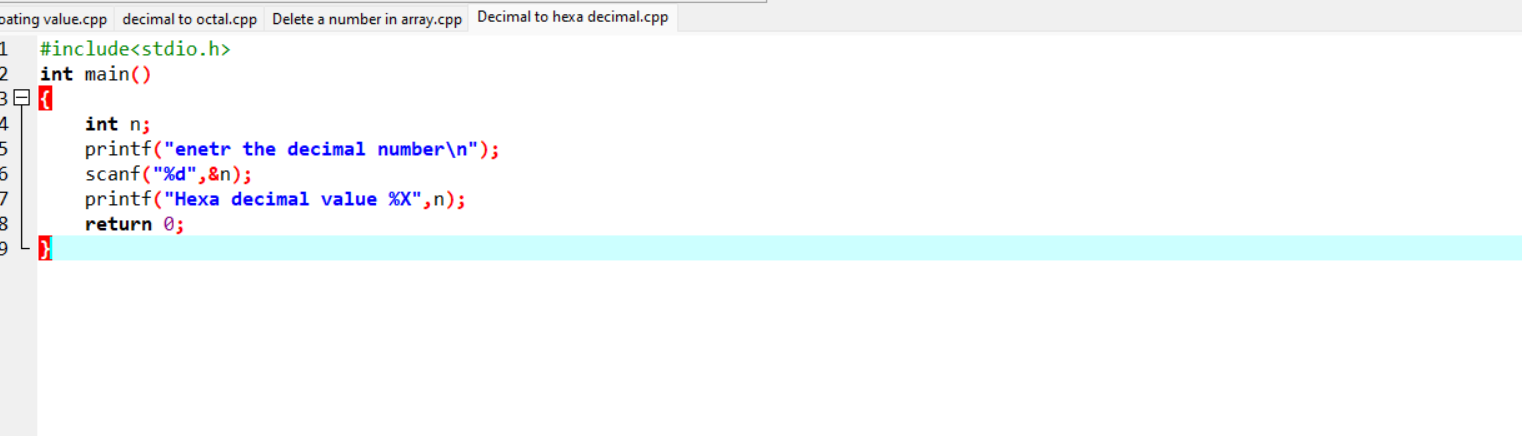 oating value.cpp decimal to octal.cpp Delete a number in array.cpp Decimal to hexa decimal.cpp
1 #include<stdio.h>
2 int main()
3 {
4 int n;
5 printf("enetr the decimal number\n");
6 scanf("%d",&n);
7 printf("Hexa decimal value %X",n);
8 return 0;
9 }